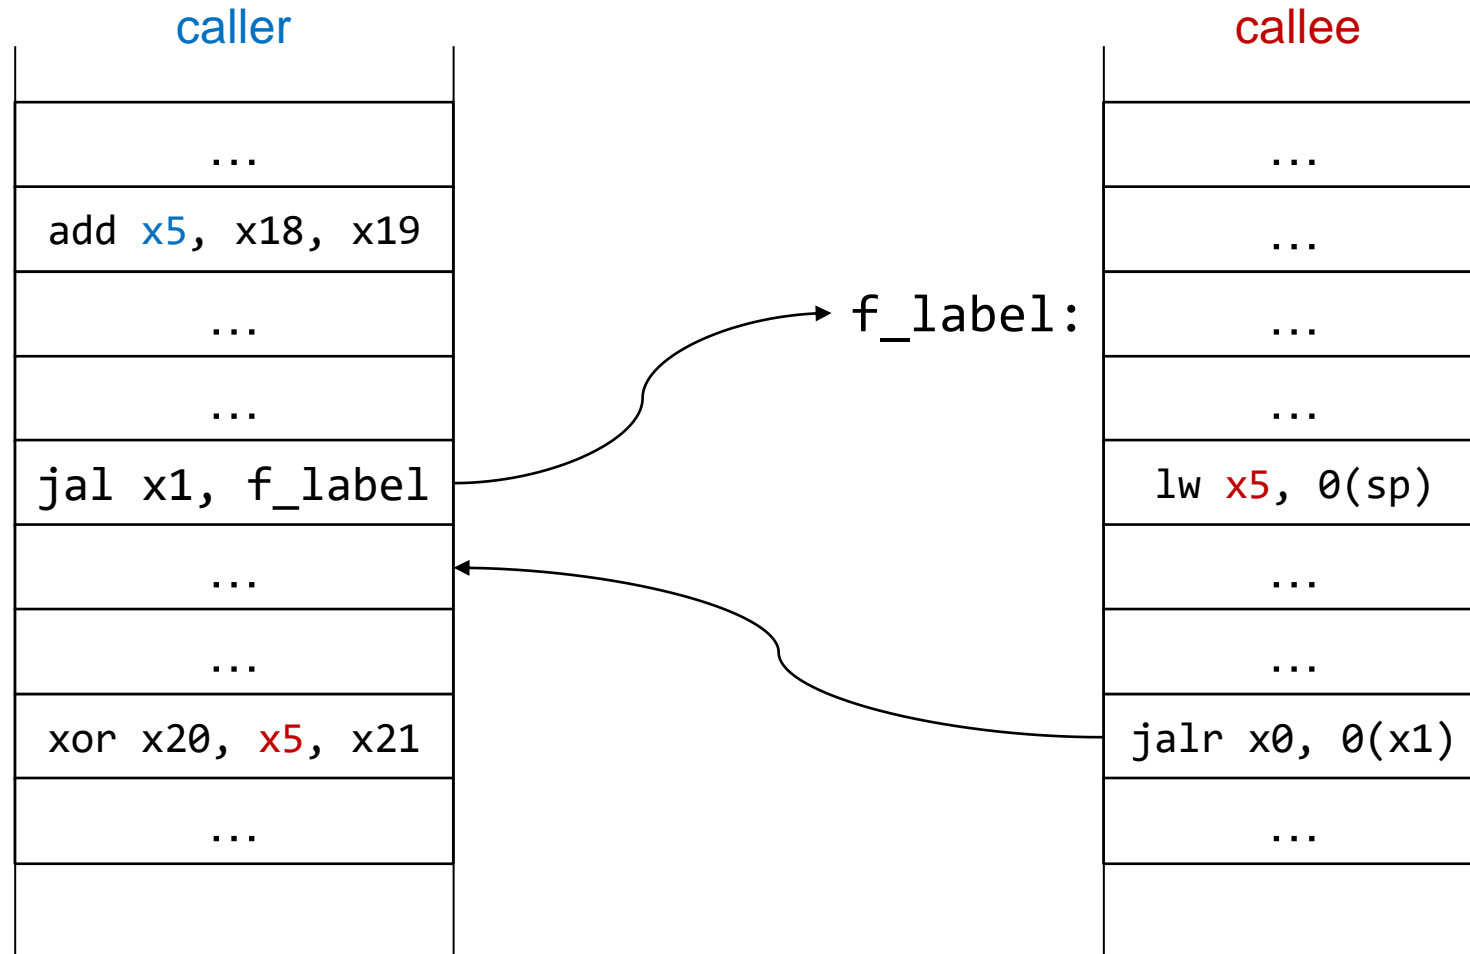 caller
...
add x5, x18, x19
...
...
jal x1, f_label
...
...
xor x20, x5, x21
...
f_label:
callee
...
...
...
...
lw x5, 0(sp)
...
...
jalr x0, 0(x1)
...